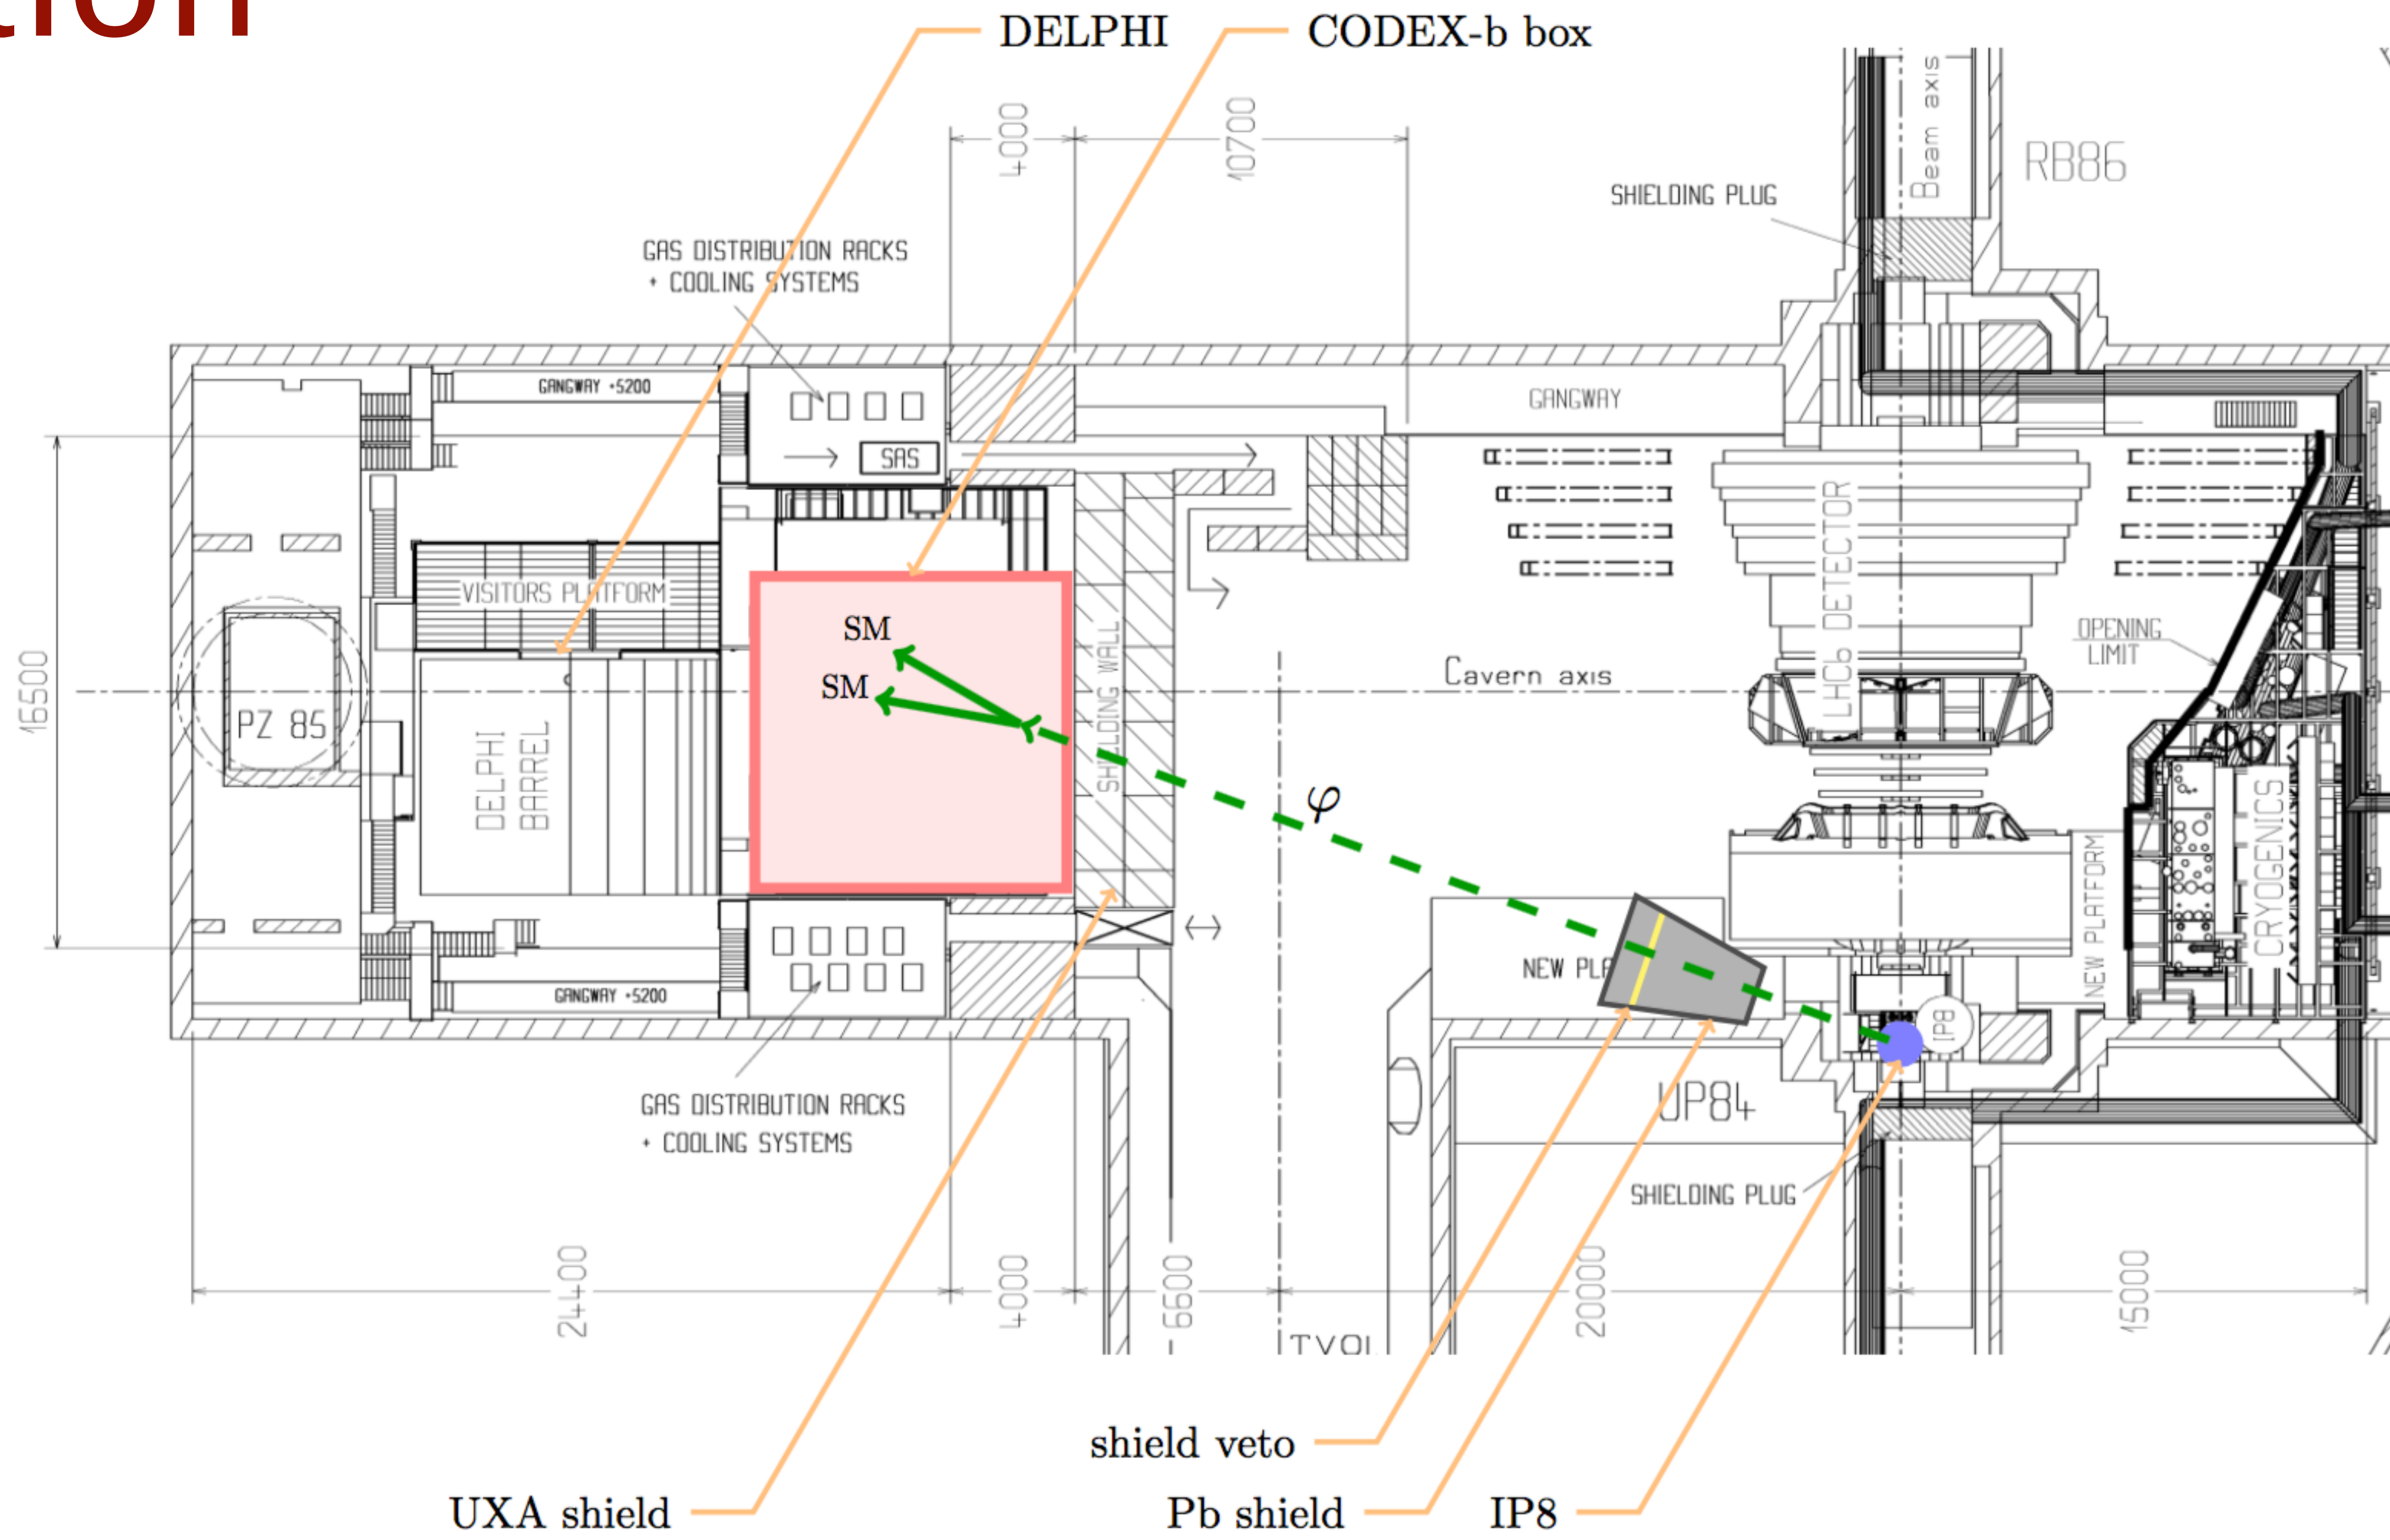 tion
DELPHI
CODEX-b box
4000
10700
Beam axis
RB86
SHIELDING PLUG
GAS DISTRIBUTION RACKS
+ COOLING SYSTEMS
GANGWAY +5200
GANGWAY
SAS
VISITORS PLATFORM
SM
SM
SHIELDING WALL
LHCb DETECTOR
OPENING
LIMIT
Cavern axis
16500
PZ 85
DELPHI
BARREL
φ
CRYOGENICS
NEW PLATFORM
NEW PLA
IP8
GANGWAY +5200
UP84
GAS DISTRIBUTION RACKS
+ COOLING SYSTEMS
SHIELDING PLUG
24400
4000
6600
20000
15000
shield veto
UXA shield
Pb shield
IP8